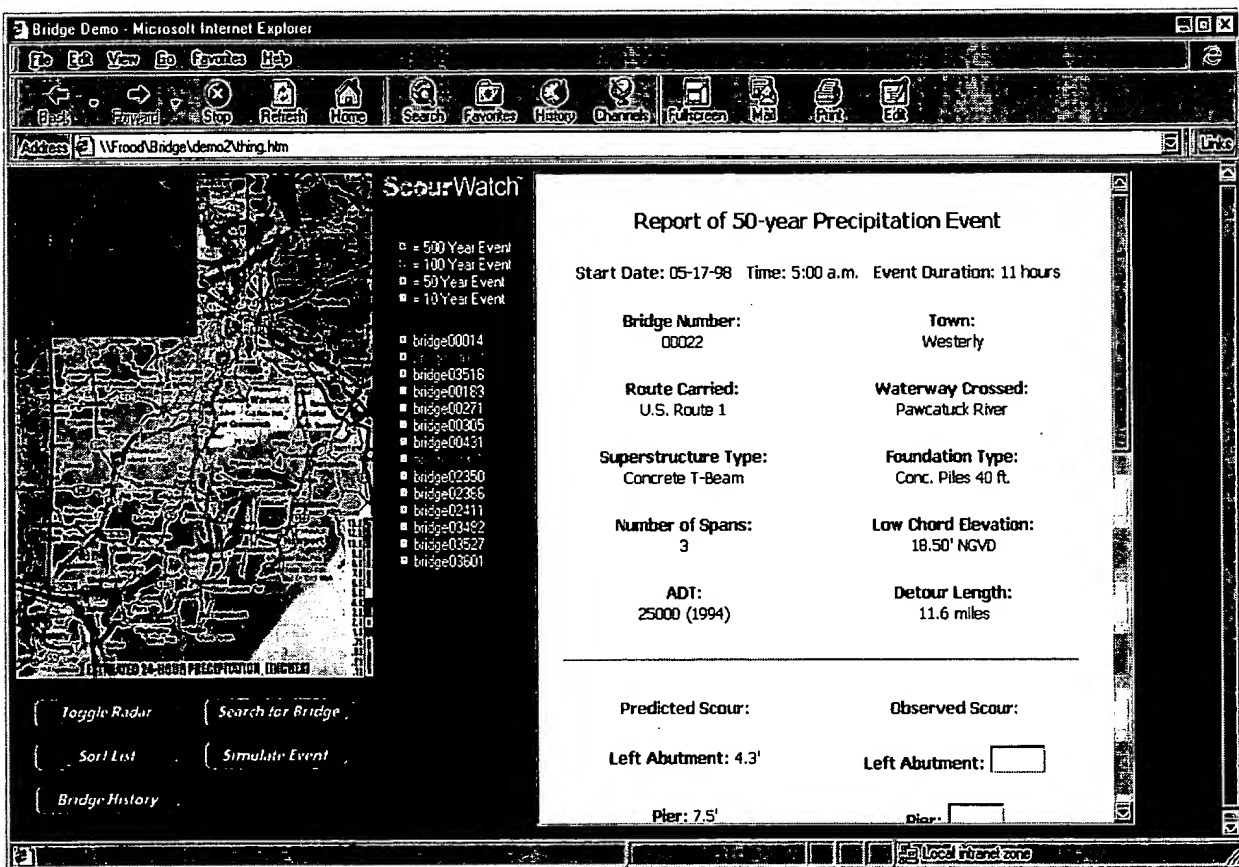 Bridge Demo - Microsoft Internet Explorer
File Edit View Go Favorites Help
Back Forward Stop Refresh Home Search Favorites History Channels Fullscreen Mail Print Edit
Address \\Frood\Bridge\demo2\thing.htm Links
ScourWatch
= 500 Year Event
= 100 Year Event
= 50 Year Event
= 10 Year Event
bridge00014
bridge03516
bridge00183
bridge00271
bridge00305
bridge00431
bridge02350
bridge02366
bridge02411
bridge03492
bridge03527
bridge03601
Warwick
24-HOUR PRECIPITATION (INCHES)
Toggle Radar
Search for Bridge
Sort List
Simulate Event
Bridge History
Report of 50-year Precipitation Event
Start Date: 05-17-98 Time: 5:00 a.m. Event Duration: 11 hours
Bridge Number: Town:
00022 Westerly
Route Carried: Waterway Crossed:
U.S. Route 1 Pawcatuck River
Superstructure Type: Foundation Type:
Concrete T-Beam Conc. Piles 40 ft.
Number of Spans: Low Chord Elevation:
3 18.50' NGVD
ADT: Detour Length:
25000 (1994) 11.6 miles
Predicted Scour: Observed Scour:
Left Abutment: 4.3' Left Abutment:
Pier: 7.5' Pier:
Local intranet zone